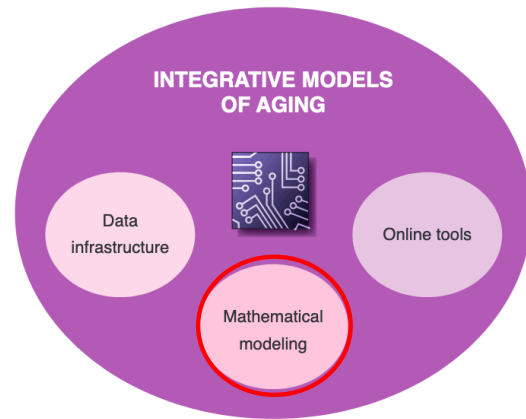 INTEGRATIVE MODELS
OF AGING
Data
infrastructure
Online tools
Mathematical
modeling